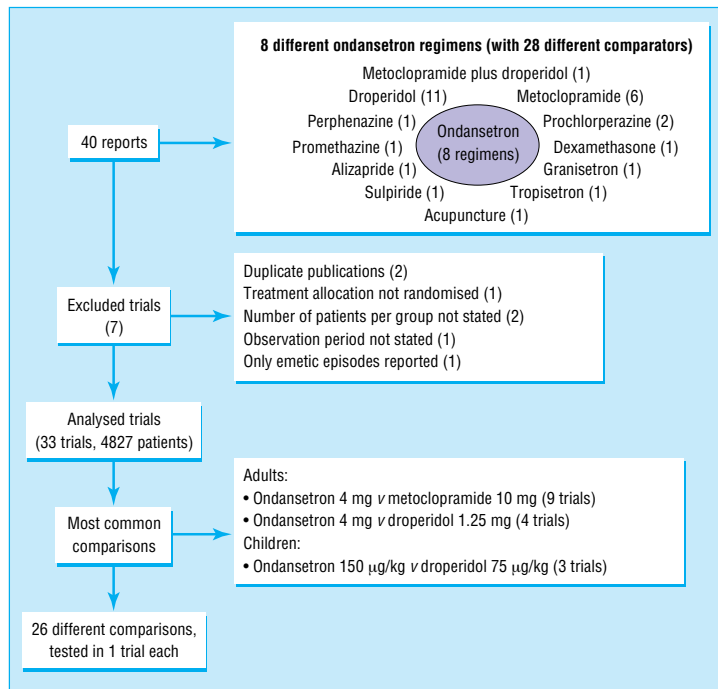 8 different ondansetron regimens (with 28 different comparators)
Metoclopramide plus droperidol (1)
Droperidol (11)
Metoclopramide (6)
Perphenazine (1)
Prochlorperazine (2)
Ondansetron
(8 regimens)
Promethazine (1)
Dexamethasone (1)
Alizapride (1)
Granisetron (1)
Sulpiride (1)
Tropisetron (1)
Acupuncture (1)
40 reports
Excluded trials
(7)
Duplicate publications (2)
Treatment allocation not randomised (1)
Number of patients per group not stated (2)
Observation period not stated (1)
Only emetic episodes reported (1)
Analysed trials
(33 trials, 4827 patients)
Most common
comparisons
Adults:
• Ondansetron 4 mg v metoclopramide 10 mg (9 trials)
• Ondansetron 4 mg v droperidol 1.25 mg (4 trials)
Children:
• Ondansetron 150 µg/kg v droperidol 75 µg/kg (3 trials)
26 different comparisons,
tested in 1 trial each